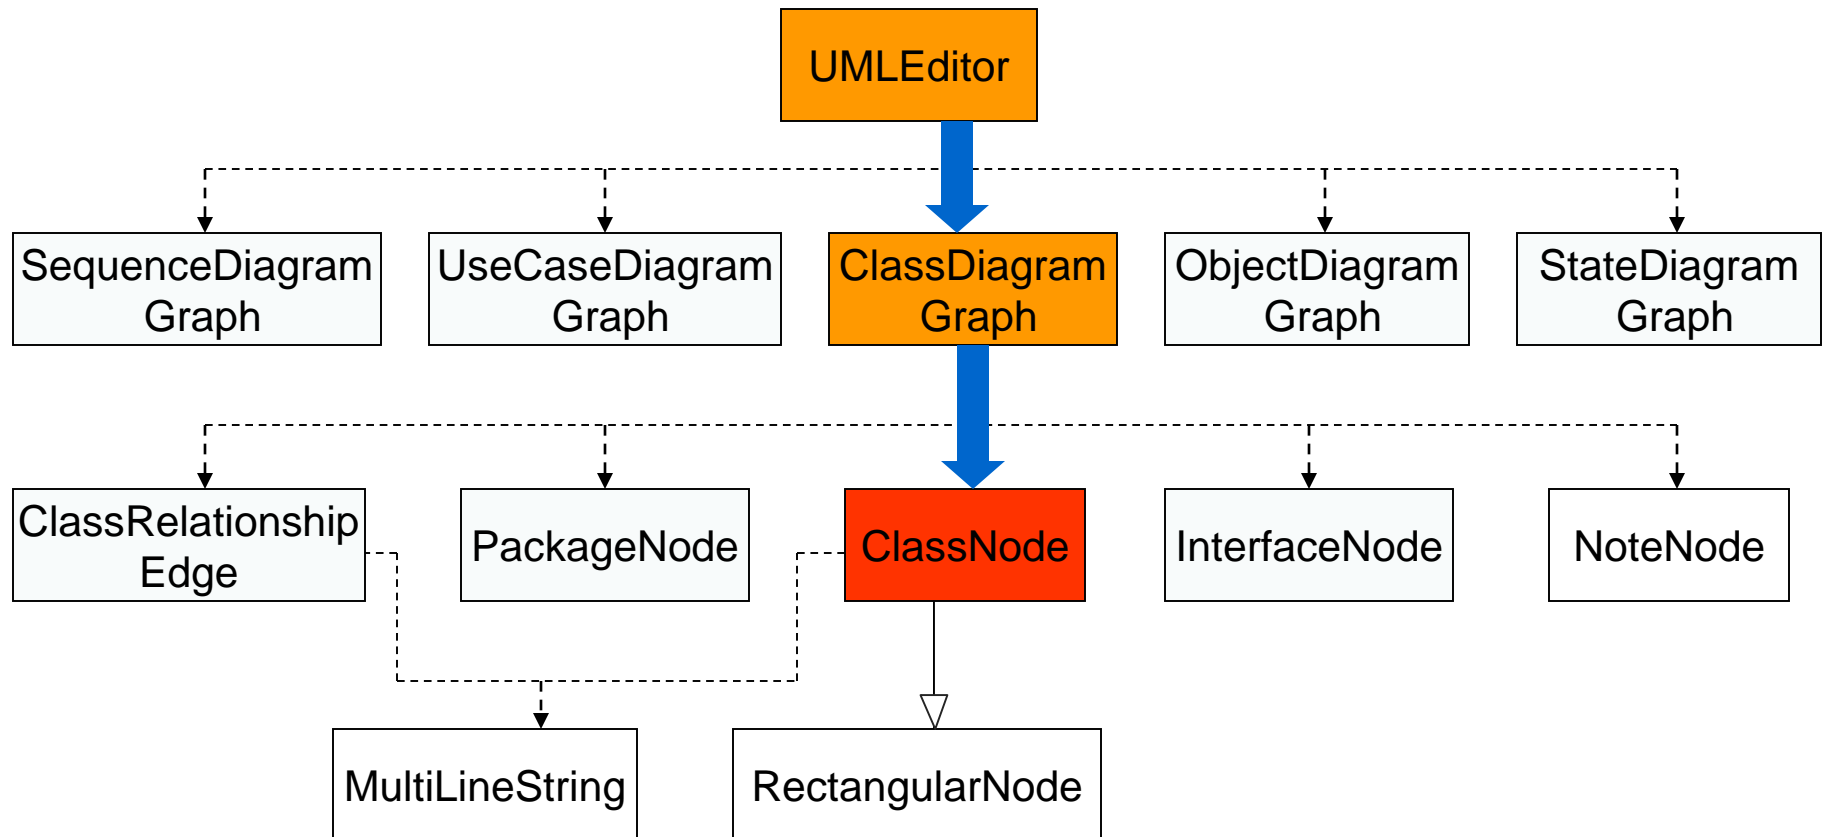 UMLEditor
SequenceDiagram
Graph
UseCaseDiagram
Graph
ClassDiagram
Graph
ObjectDiagram
Graph
StateDiagram
Graph
ClassRelationship
Edge
PackageNode
ClassNode
InterfaceNode
NoteNode
MultiLineString
RectangularNode